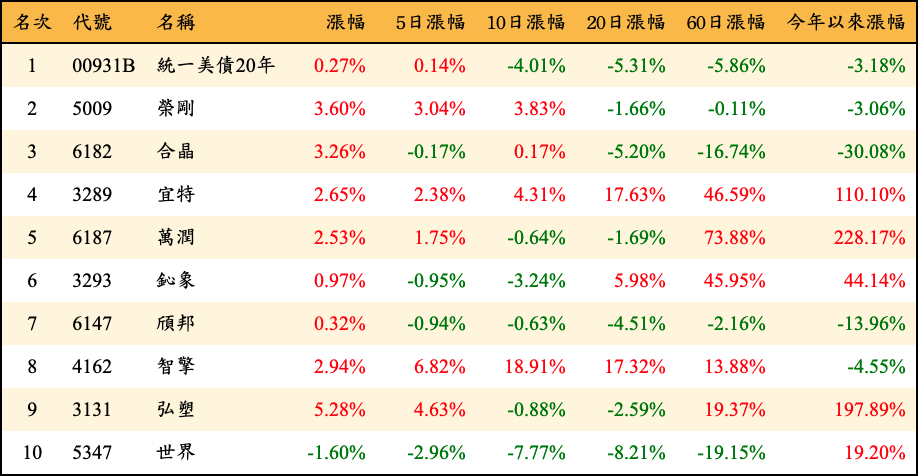 名次 代號 名稱 漲幅 5日漲幅 10日漲幅 20日漲幅 60日漲幅 今年以來漲幅
1 00931B 統一美債20年 0.27% 0.14% -4.01% -5.31% -5.86% -3.18%
2 5009 榮剛 3.60% 3.04% 3.83% -1.66% -0.11% -3.06%
3 6182 合晶 3.26% -0.17% 0.17% -5.20% -16.74% -30.08%
4 3289 宜特 2.65% 2.38% 4.31% 17.63% 46.59% 110.10%
5 6187 萬潤 2.53% 1.75% -0.64% -1.69% 73.88% 228.17%
6 3293 鈊象 0.97% -0.95% -3.24% 5.98% 45.95% 44.14%
7 6147 頎邦 0.32% -0.94% -0.63% -4.51% -2.16% -13.96%
8 4162 智擎 2.94% 6.82% 18.91% 17.32% 13.88% -4.55%
9 3131 弘塑 5.28% 4.63% -0.88% -2.59% 19.37% 197.89%
10 5347 世界 -1.60% -2.96% -7.77% -8.21% -19.15% 19.20%